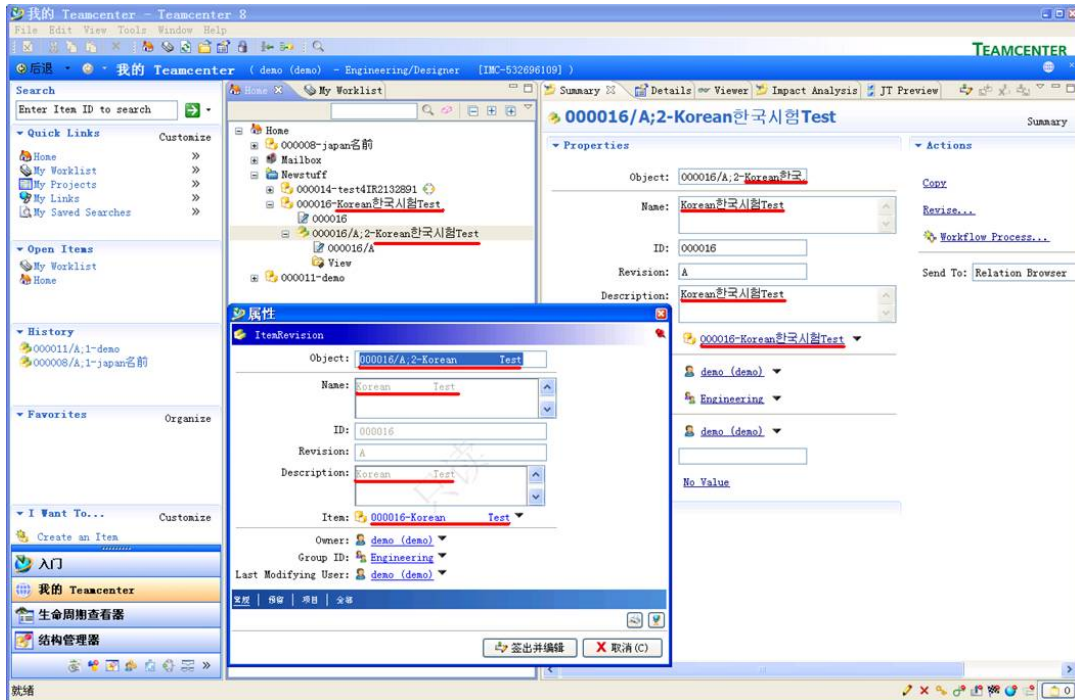 我的 Teamcenter - Teamcenter 8
File Edit View Tools Window Help
TEAMCENTER
后退
我的 Teamcenter ( demo (demo) - Engineering/Designer [IMC-532696109] )
Search
Enter Item ID to search
Quick Links
Customize
Home
My Worklist
My Projects
My Links
My Saved Searches
Open Items
My Worklist
Home
History
000011/A;1-demo
000008/A;1-japan名前
Favorites
Organize
I Want To...
Customize
Create an Item
入门
我的 Teamcenter
生命周期查看器
结构管理器
就绪
Home
My Worklist
Home
000008-japan名前
Mailbox
Newstuff
000014-test4IR2132891
000016-Korean한국시험Test
000016
000016/A;2-Korean한국시험Test
000016/A
View
000011-demo
Summary
Details
Viewer
Impact Analysis
JT Preview
000016/A;2-Korean한국시험Test
Summary
Properties
Object: 000016/A;2-Korean한국.
Name: Korean한국시험Test
ID: 000016
Revision: A
Description: Korean한국시험Test
000016-Korean한국시험Test
demo (demo)
Engineering
demo (demo)
No Value
Actions
Copy
Revise...
Workflow Process...
Send To: Relation Browser
属性
ItemRevision
Object: 000016/A;2-Korean Test
Name: Korean Test
ID: 000016
Revision: A
Description: Korean Test
Item: 000016-Korean Test
Owner: demo (demo)
Group ID: Engineering
Last Modifying User: demo (demo)
常规 | 预留 | 项目 | 全部
签出并编辑
取消(C)
只读
0